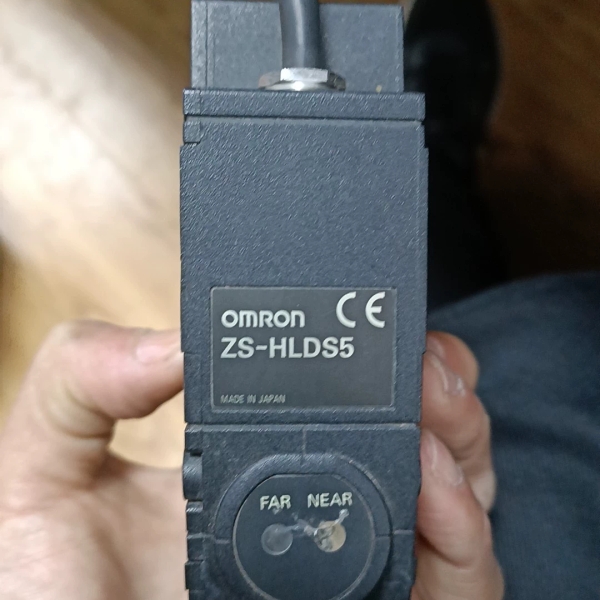 OMRON CE
ZS-HLDS5
MADE IN JAPAN
FAR NEAR